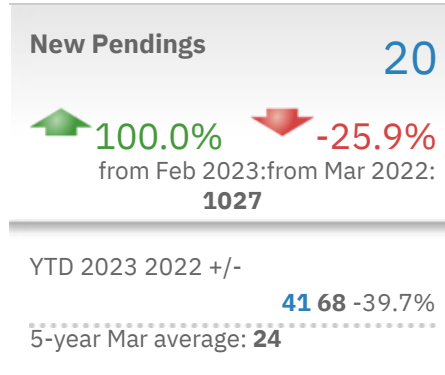 New Pendings
20
100.0% -25.9%
from Feb 2023:from Mar 2022:
1027
YTD 2023 2022 +/-
41 68 -39.7%
5-year Mar average: 24